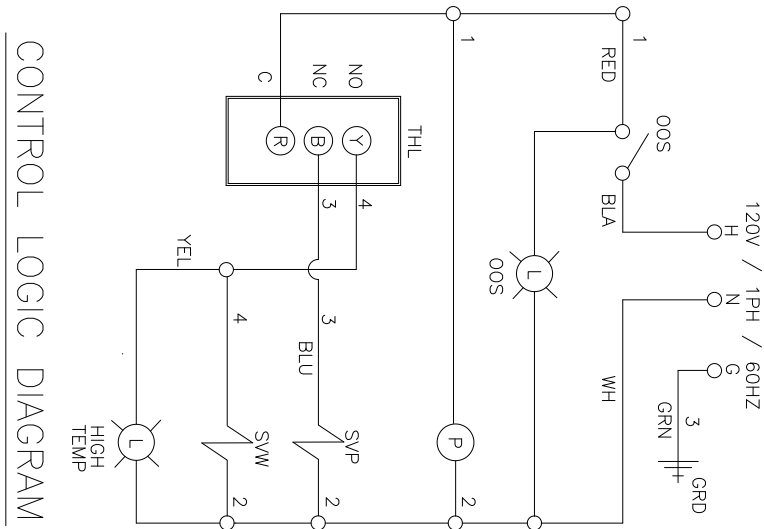 120V / 1PH / 60HZ
H
N
G
BLA
WH
3
GRN
GRD
OOS
1
RED
L
OOS
1
P
2
THL
NO
NC
C
Y
B
R
4
3
3
BLU
SVP
2
YEL
4
SVW
2
L
HIGH
TEMP
CONTROL LOGIC DIAGRAM